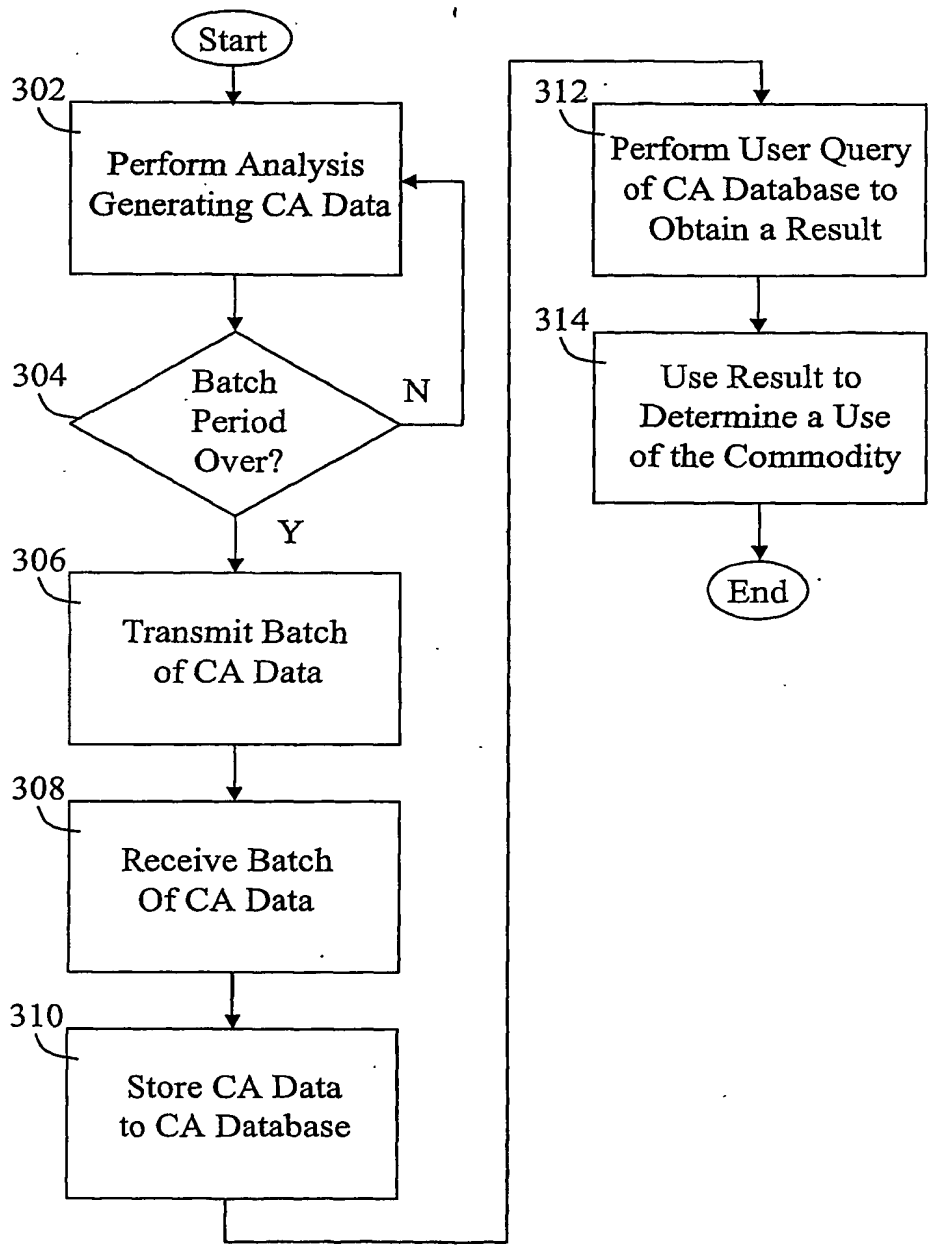 Start
302
Perform Analysis
Generating CA Data
304
Batch
Period
Over?
N
Y
306
Transmit Batch
of CA Data
308
Receive Batch
Of CA Data
310
Store CA Data
to CA Database
312
Perform User Query
of CA Database to
Obtain a Result
314
Use Result to
Determine a Use
of the Commodity
End